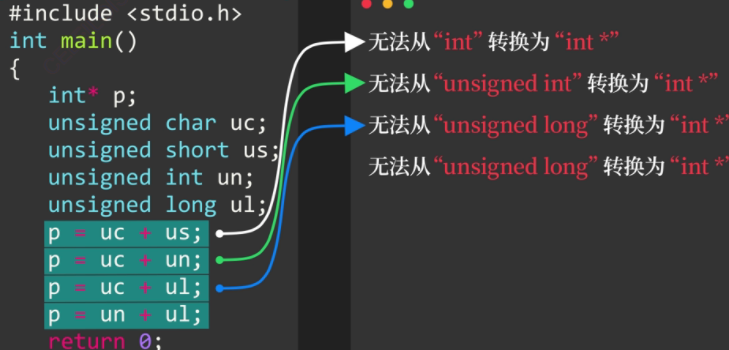 #include <stdio.h>
int main()
{
int* p;
unsigned char uc;
unsigned short us;
unsigned int un;
unsigned long ul;
p = uc + us;
p = uc + un;
p = uc + ul;
p = un + ul;
return 0;
无法从“int” 转换为 “int *”
无法从“unsigned int” 转换为 “int *”
无法从“unsigned long” 转换为 “int *”
无法从“unsigned long” 转换为 “int *”